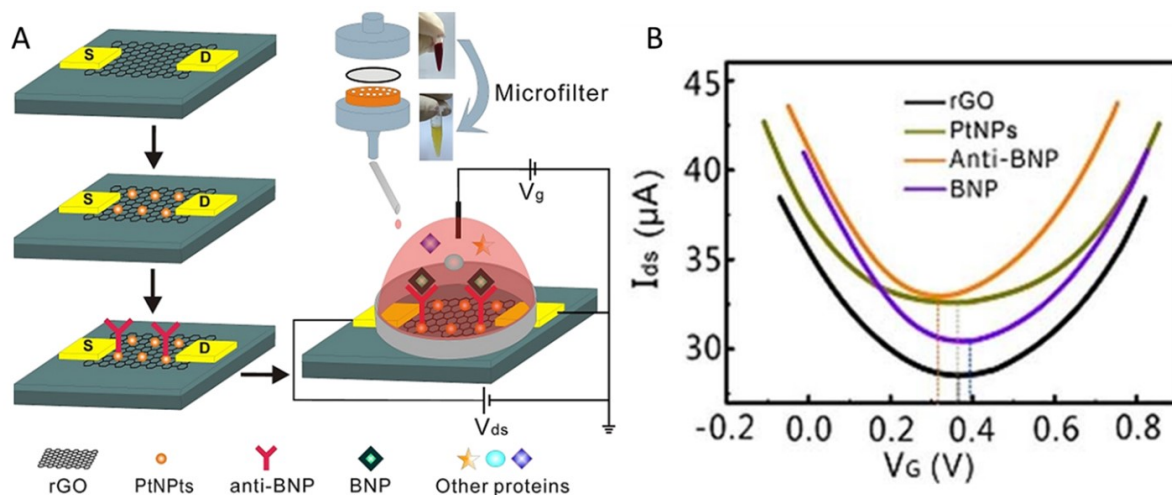 A
S
D
S
D
S
D
Microfilter
Vg
Vds
rGO
PtNPts
anti-BNP
BNP
Other proteins
B
45
40
35
30
Ids (μA)
rGO
PtNPs
Anti-BNP
BNP
-0.2 0.0 0.2 0.4 0.6 0.8
VG (V)